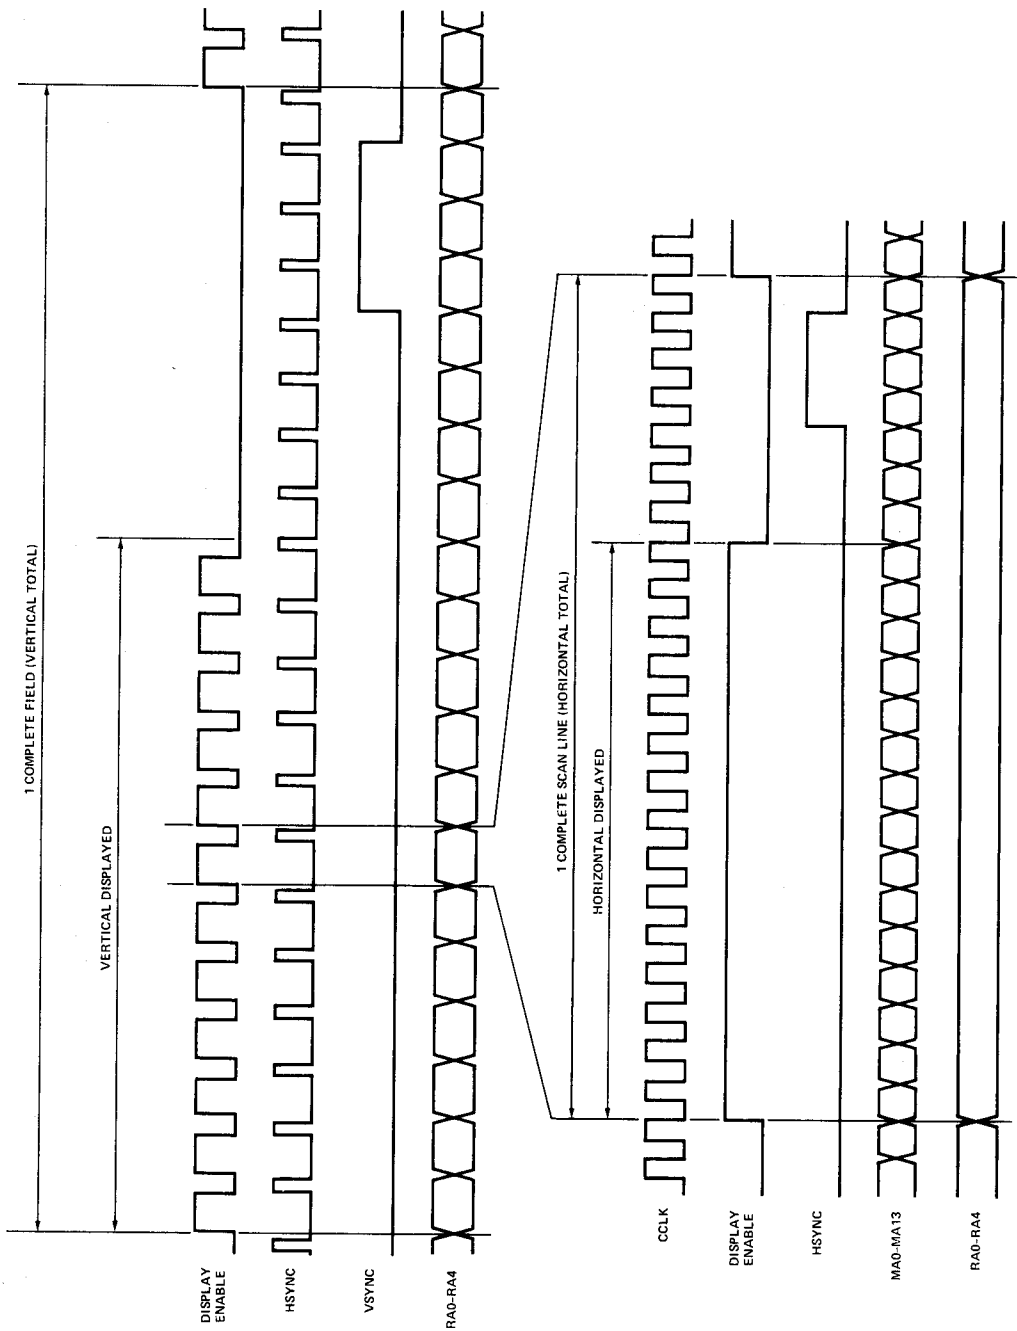 1 COMPLETE FIELD (VERTICAL TOTAL)
VERTICAL DISPLAYED
DISPLAY
ENABLE
HSYNC
VSYNC
RA0-RA4
1 COMPLETE SCAN LINE (HORIZONTAL TOTAL)
HORIZONTAL DISPLAYED
CCLK
DISPLAY
ENABLE
HSYNC
MA0-MA13
RA0-RA4